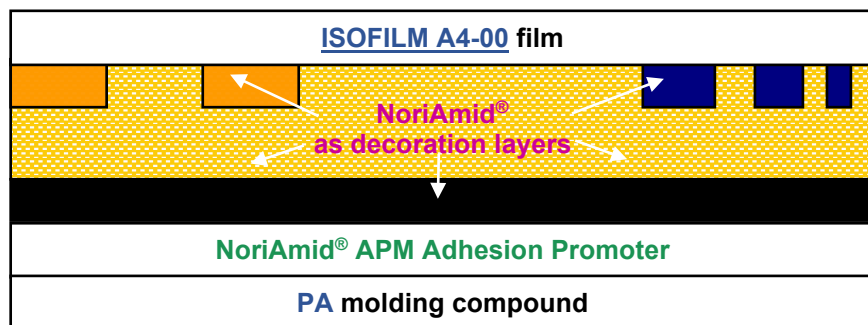 ISOFILM A4-00 film
NoriAmid®
as decoration layers
NoriAmid® APM Adhesion Promoter
PA molding compound